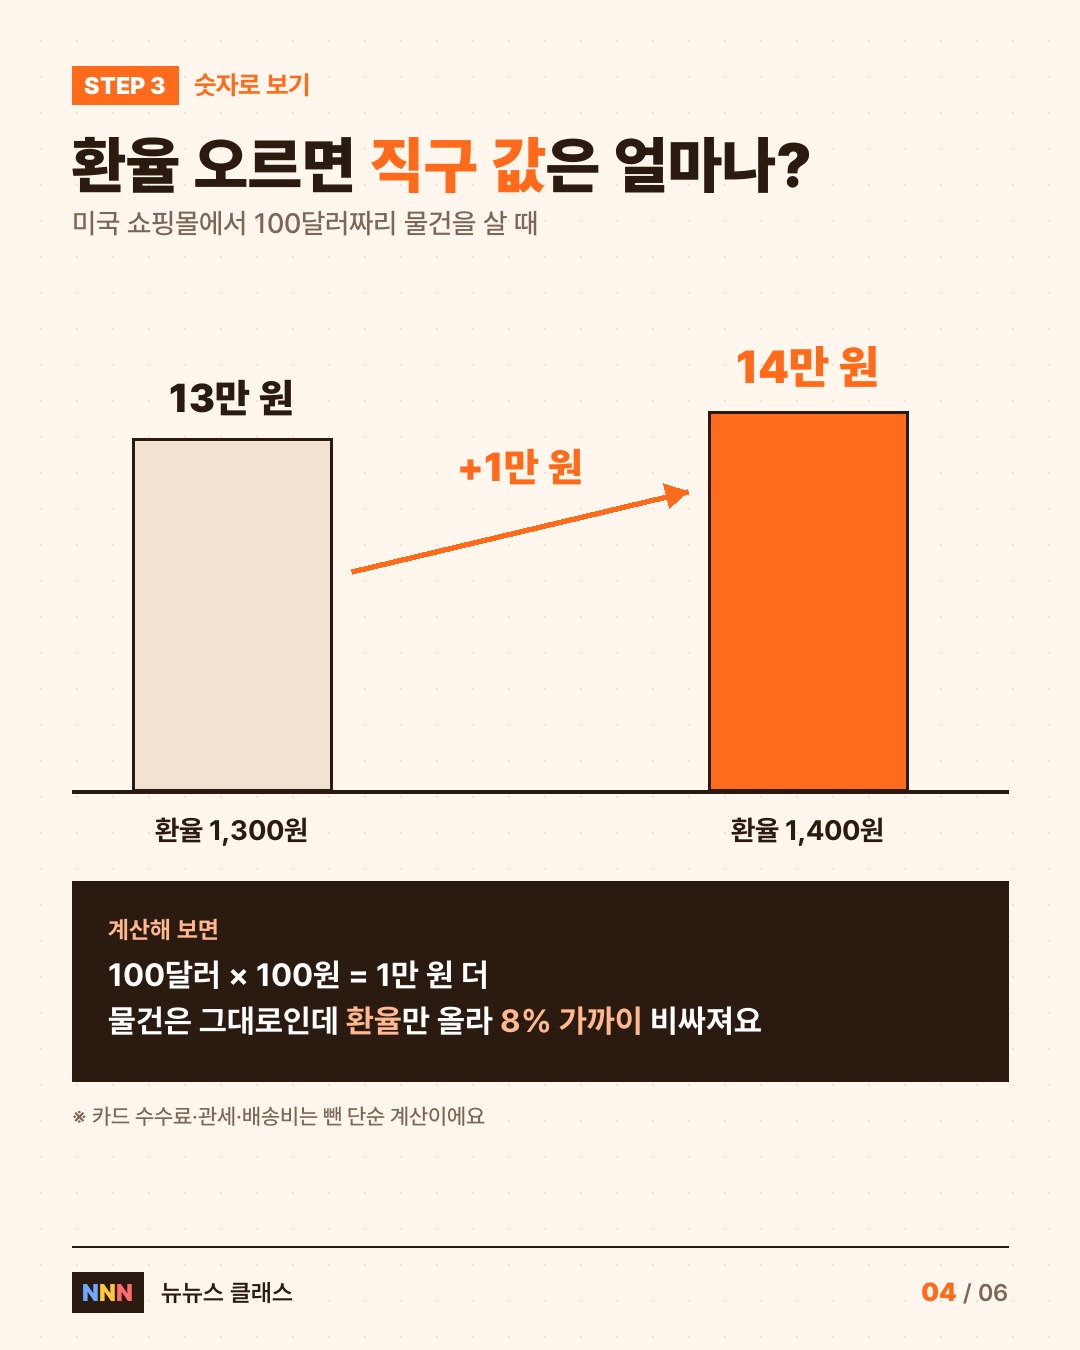 STEP 3 숫자로 보기
환율 오르면 직구 값은 얼마나?
미국 쇼핑몰에서 100달러짜리 물건을 살 때
14만 원
13만 원
+1만 원
환율 1,300원 환율 1,400원
계산해 보면
100달러 × 100원 = 1만 원 더
물건은 그대로인데 환율만 올라 8% 가까이 비싸져요
※ 카드 수수료·관세·배송비는 뺀 단순 계산이에요
NNN 뉴뉴스 클래스 04 / 06